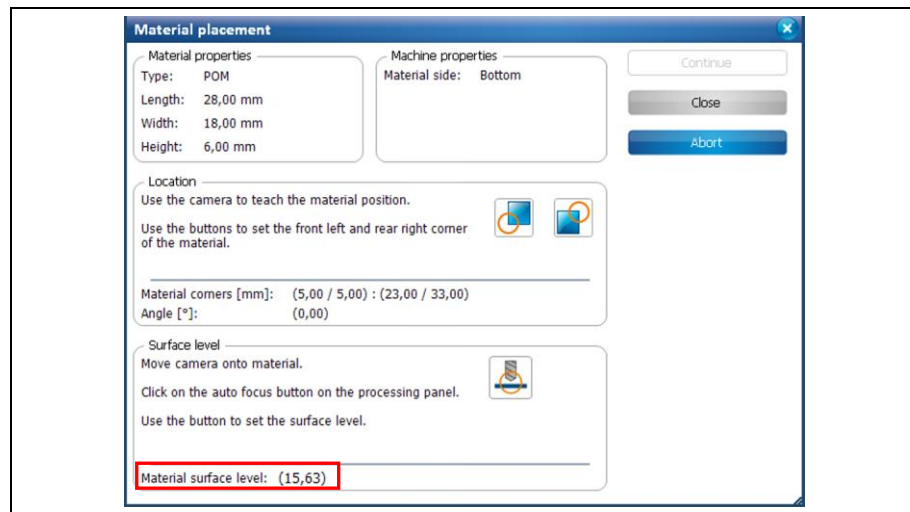 Material placement
Material properties
Type: POM
Length: 28,00 mm
Width: 18,00 mm
Height: 6,00 mm
Machine properties
Material side: Bottom
Continue
Close
Abort
Location
Use the camera to teach the material position.
Use the buttons to set the front left and rear right corner
of the material.
Material corners [mm]: (5,00 / 5,00) : (23,00 / 33,00)
Angle [°]: (0,00)
Surface level
Move camera onto material.
Click on the auto focus button on the processing panel.
Use the button to set the surface level.
Material surface level: (15,63)